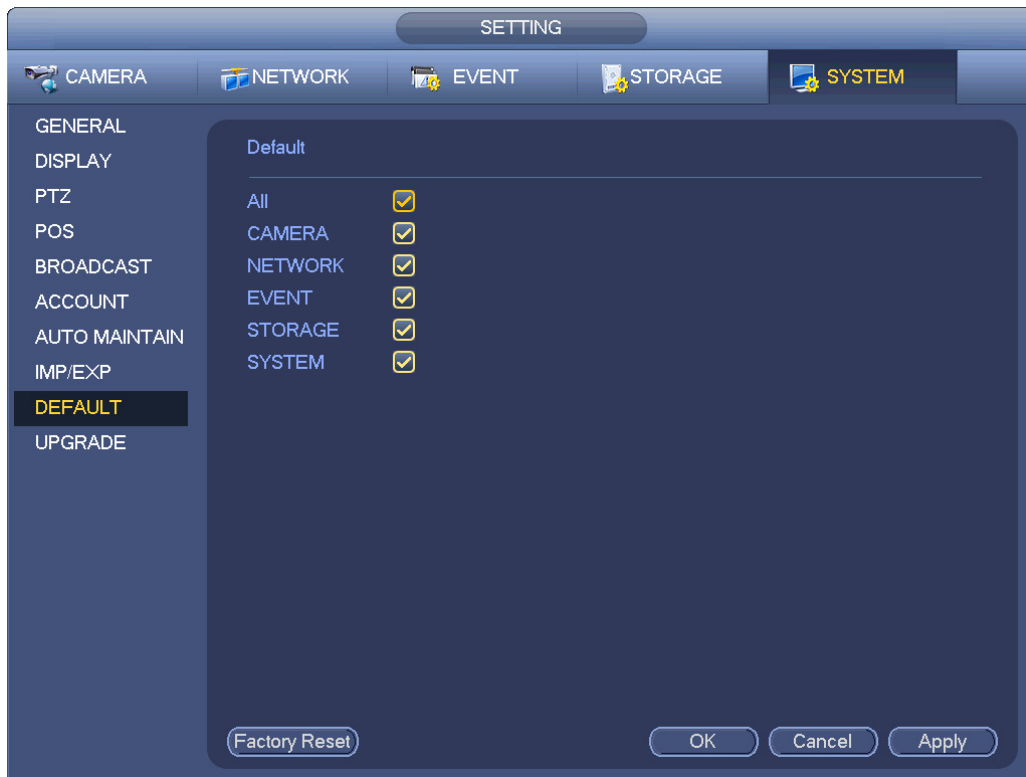 SETTING
CAMERA NETWORK EVENT STORAGE SYSTEM
GENERAL
DISPLAY
PTZ
POS
BROADCAST
ACCOUNT
AUTO MAINTAIN
IMP/EXP
DEFAULT
UPGRADE
Default
All
CAMERA
NETWORK
EVENT
STORAGE
SYSTEM
Factory Reset OK Cancel Apply